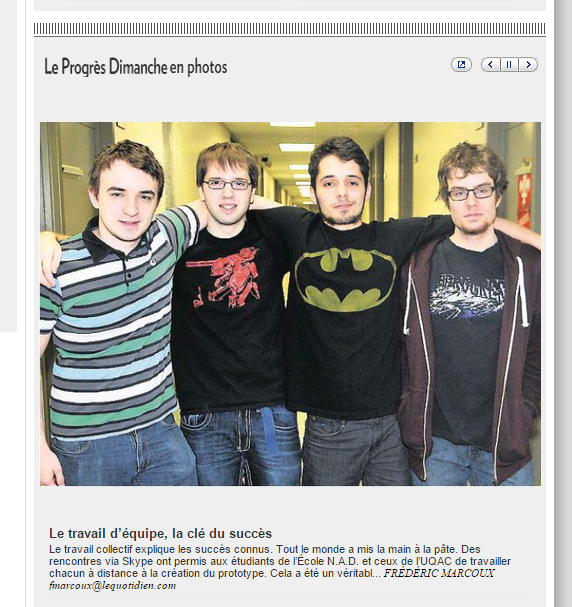 Le Progrès Dimanche en photos
Le travail d'équipe, la clé du succès
Le travail collectif explique les succès connus. Tout le monde a mis la main à la pâte. Des
rencontres via Skype ont permis aux étudiants de l'École N.A.D. et ceux de l'UQAC de travailler
chacun à distance à la création du prototype. Cela a été un véritabl... FRÉDÉRIC MARCOUX
fmarcoux@lequotidien.com